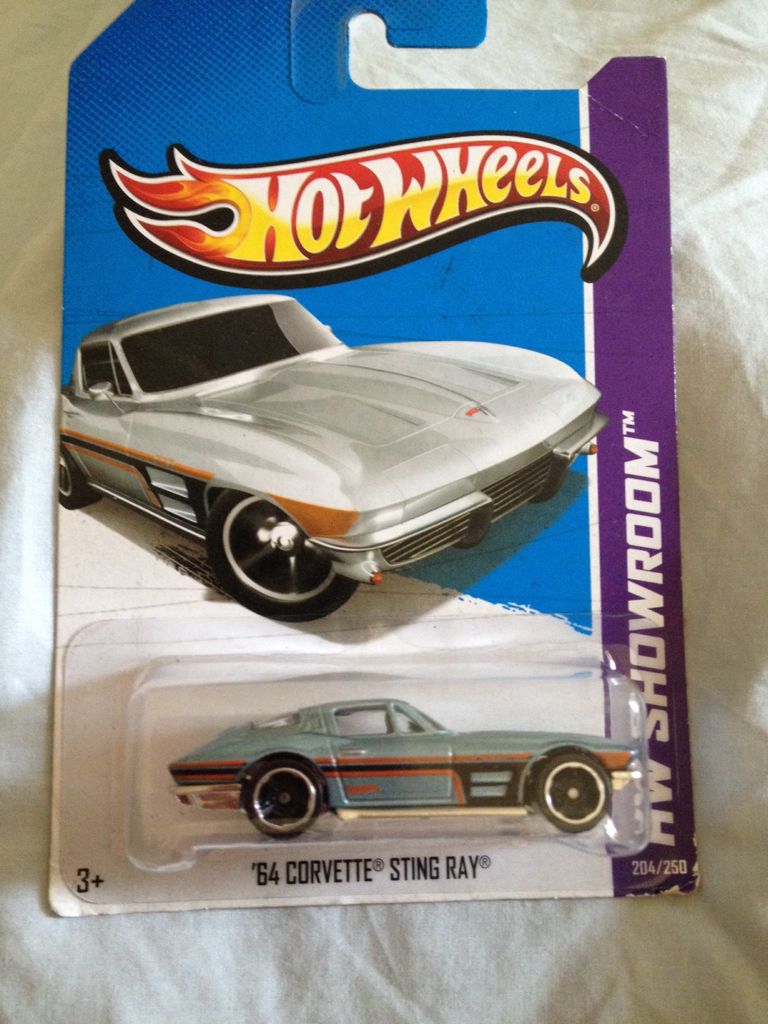 HOT WHEELS®
HW SHOWROOM™
'64 CORVETTE® STING RAY®
3+
204/250